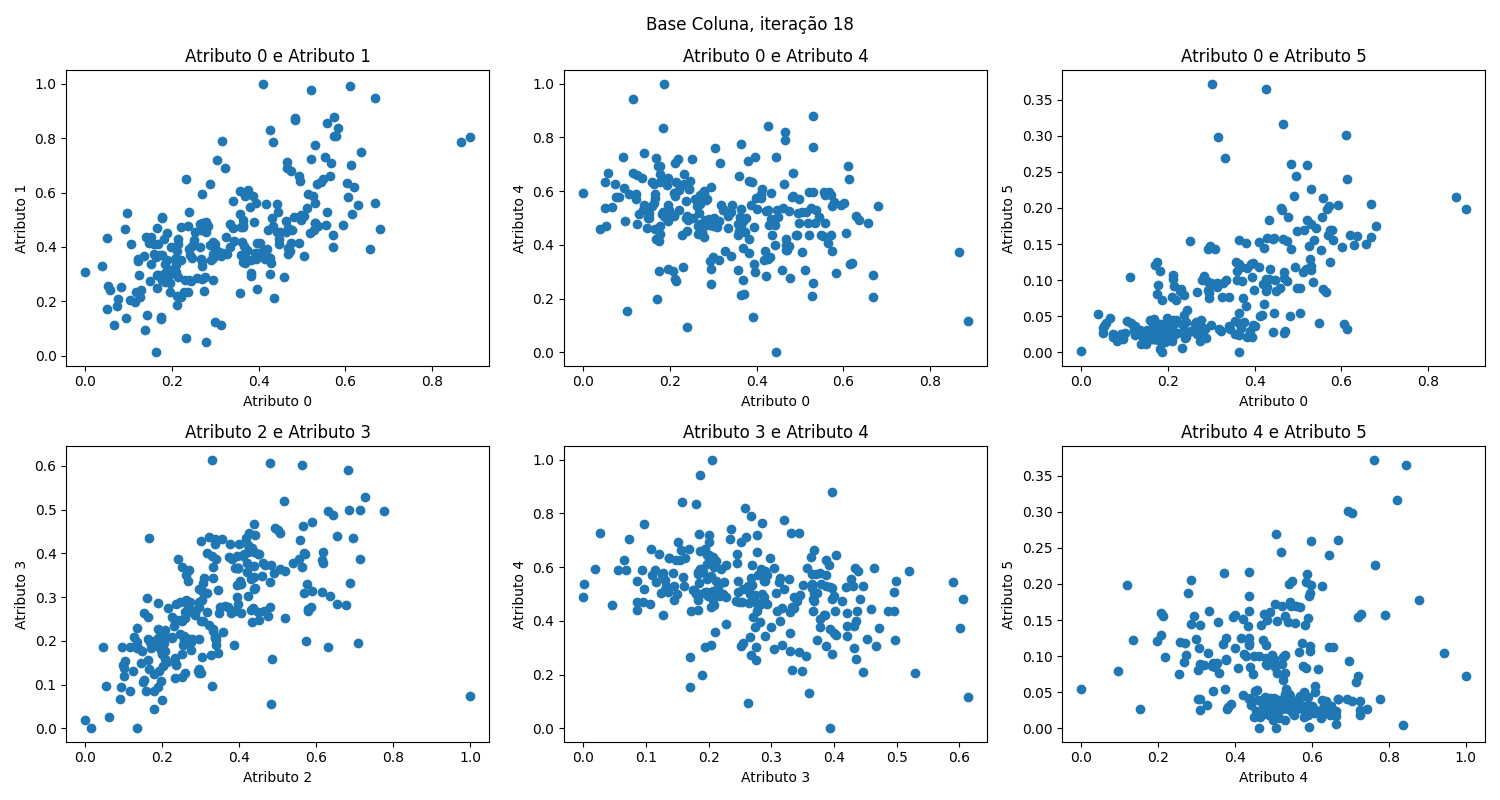 Base Coluna, iteração 18
Atributo 0 e Atributo 1
Atributo 1
1.0
0.8
0.6
0.4
0.2
0.0
0.0 0.2 0.4 0.6 0.8
Atributo 0
Atributo 0 e Atributo 4
Atributo 4
1.0
0.8
0.6
0.4
0.2
0.0
0.0 0.2 0.4 0.6 0.8
Atributo 0
Atributo 0 e Atributo 5
Atributo 5
0.35
0.30
0.25
0.20
0.15
0.10
0.05
0.00
0.0 0.2 0.4 0.6 0.8
Atributo 0
Atributo 2 e Atributo 3
Atributo 3
0.6
0.5
0.4
0.3
0.2
0.1
0.0
0.0 0.2 0.4 0.6 0.8 1.0
Atributo 2
Atributo 3 e Atributo 4
Atributo 4
1.0
0.8
0.6
0.4
0.2
0.0
0.0 0.1 0.2 0.3 0.4 0.5 0.6
Atributo 3
Atributo 4 e Atributo 5
Atributo 5
0.35
0.30
0.25
0.20
0.15
0.10
0.05
0.00
0.0 0.2 0.4 0.6 0.8 1.0
Atributo 4